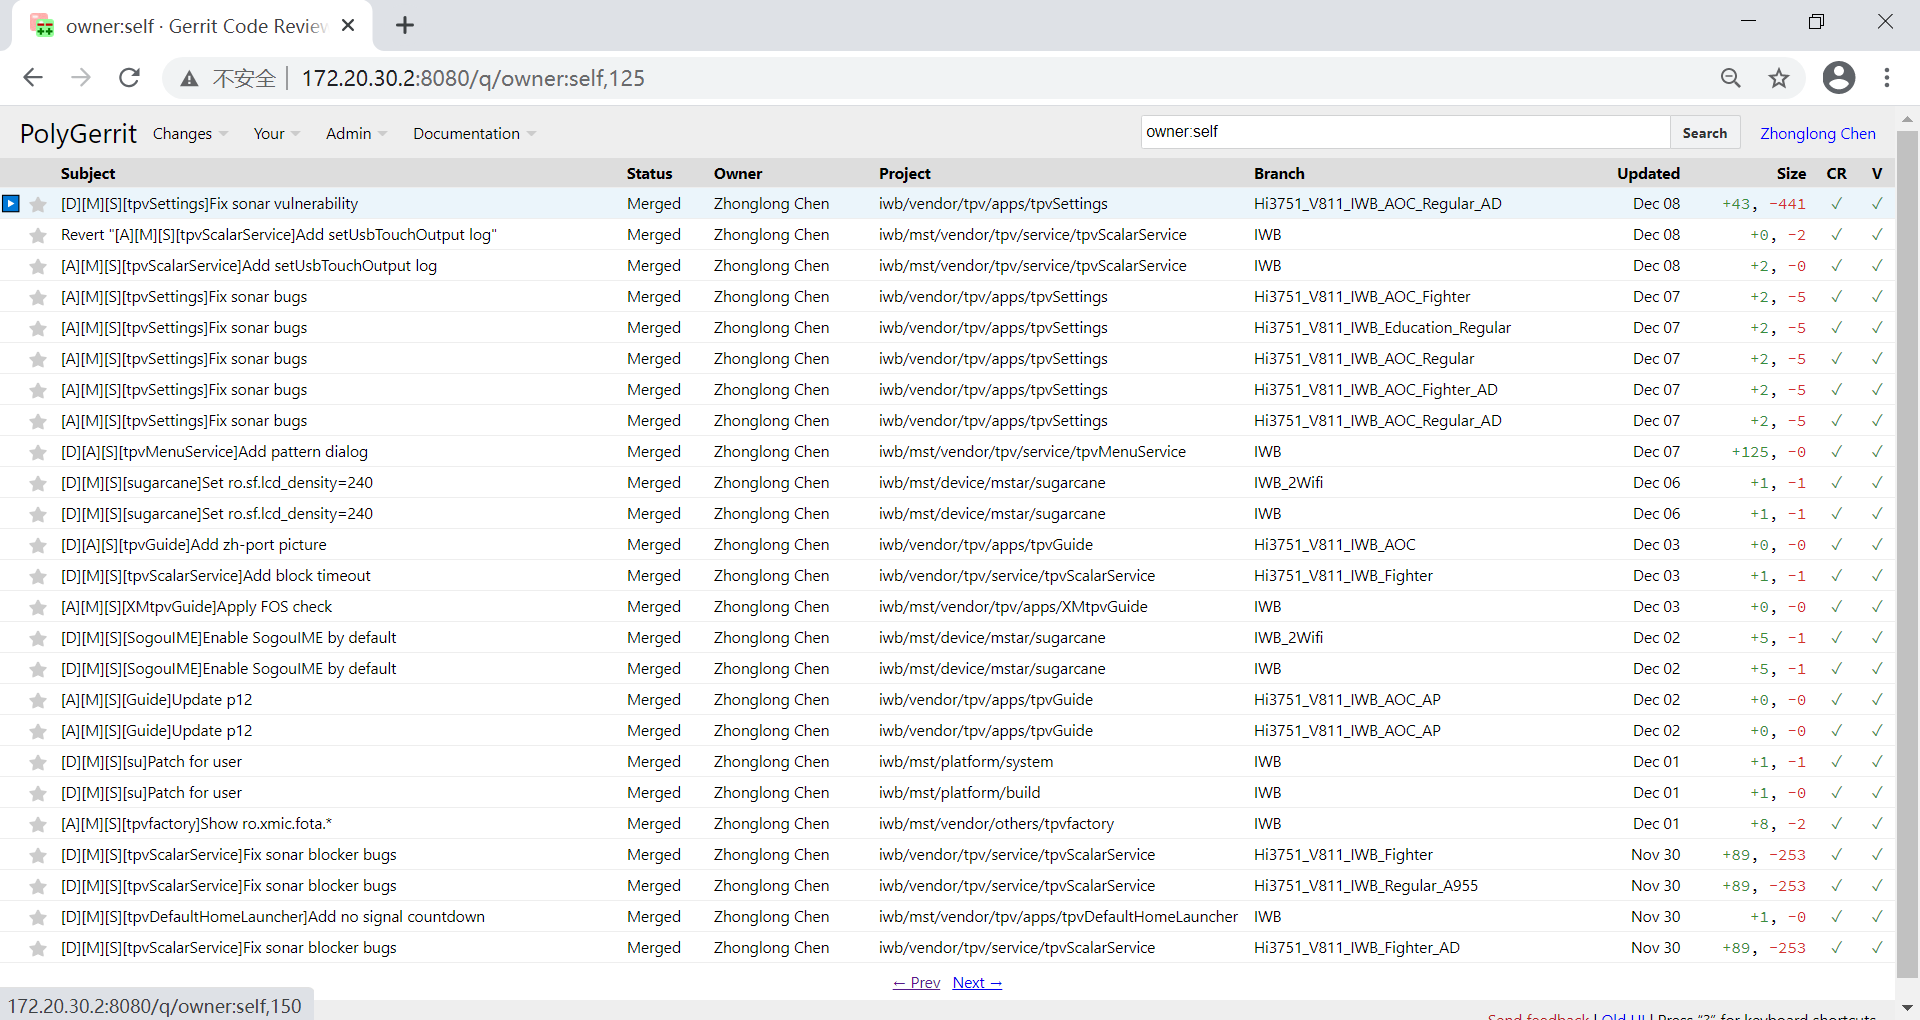 owner:self · Gerrit Code Review
不安全 172.20.30.2:8080/q/owner:self,125
PolyGerrit Changes Your Admin Documentation owner:self Search Zhonglong Chen
Subject Status Owner Project Branch Updated Size CR V
[D][M][S][tpvSettings]Fix sonar vulnerability Merged Zhonglong Chen iwb/vendor/tpv/apps/tpvSettings Hi3751_V811_IWB_AOC_Regular_AD Dec 08 +43, -441 ✓ ✓
Revert "[A][M][S][tpvScalarService]Add setUsbTouchOutput log" Merged Zhonglong Chen iwb/mst/vendor/tpv/service/tpvScalarService IWB Dec 08 +0, -2 ✓ ✓
[A][M][S][tpvScalarService]Add setUsbTouchOutput log Merged Zhonglong Chen iwb/mst/vendor/tpv/service/tpvScalarService IWB Dec 08 +2, -0 ✓ ✓
[A][M][S][tpvSettings]Fix sonar bugs Merged Zhonglong Chen iwb/vendor/tpv/apps/tpvSettings Hi3751_V811_IWB_AOC_Fighter Dec 07 +2, -5 ✓ ✓
[A][M][S][tpvSettings]Fix sonar bugs Merged Zhonglong Chen iwb/vendor/tpv/apps/tpvSettings Hi3751_V811_IWB_Education_Regular Dec 07 +2, -5 ✓ ✓
[A][M][S][tpvSettings]Fix sonar bugs Merged Zhonglong Chen iwb/vendor/tpv/apps/tpvSettings Hi3751_V811_IWB_AOC_Regular Dec 07 +2, -5 ✓ ✓
[A][M][S][tpvSettings]Fix sonar bugs Merged Zhonglong Chen iwb/vendor/tpv/apps/tpvSettings Hi3751_V811_IWB_AOC_Fighter_AD Dec 07 +2, -5 ✓ ✓
[A][M][S][tpvSettings]Fix sonar bugs Merged Zhonglong Chen iwb/vendor/tpv/apps/tpvSettings Hi3751_V811_IWB_AOC_Regular_AD Dec 07 +2, -5 ✓ ✓
[D][A][S][tpvMenuService]Add pattern dialog Merged Zhonglong Chen iwb/mst/vendor/tpv/service/tpvMenuService IWB Dec 07 +125, -0 ✓ ✓
[D][M][S][sugarcane]Set ro.sf.lcd_density=240 Merged Zhonglong Chen iwb/mst/device/mstar/sugarcane IWB_2Wifi Dec 06 +1, -1 ✓ ✓
[D][M][S][sugarcane]Set ro.sf.lcd_density=240 Merged Zhonglong Chen iwb/mst/device/mstar/sugarcane IWB Dec 06 +1, -1 ✓ ✓
[D][A][S][tpvGuide]Add zh-port picture Merged Zhonglong Chen iwb/vendor/tpv/apps/tpvGuide Hi3751_V811_IWB_AOC Dec 03 +0, -0 ✓ ✓
[D][M][S][tpvScalarService]Add block timeout Merged Zhonglong Chen iwb/vendor/tpv/service/tpvScalarService Hi3751_V811_IWB_Fighter Dec 03 +1, -1 ✓ ✓
[A][M][S][XMtpvGuide]Apply FOS check Merged Zhonglong Chen iwb/mst/vendor/tpv/apps/XMtpvGuide IWB Dec 03 +0, -0 ✓ ✓
[D][M][S][SogouIME]Enable SogouIME by default Merged Zhonglong Chen iwb/mst/device/mstar/sugarcane IWB_2Wifi Dec 02 +5, -1 ✓ ✓
[D][M][S][SogouIME]Enable SogouIME by default Merged Zhonglong Chen iwb/mst/device/mstar/sugarcane IWB Dec 02 +5, -1 ✓ ✓
[A][M][S][Guide]Update p12 Merged Zhonglong Chen iwb/vendor/tpv/apps/tpvGuide Hi3751_V811_IWB_AOC_AP Dec 02 +0, -0 ✓ ✓
[A][M][S][Guide]Update p12 Merged Zhonglong Chen iwb/vendor/tpv/apps/tpvGuide Hi3751_V811_IWB_AOC_AP Dec 02 +0, -0 ✓ ✓
[D][M][S][su]Patch for user Merged Zhonglong Chen iwb/mst/platform/system IWB Dec 01 +1, -1 ✓ ✓
[D][M][S][su]Patch for user Merged Zhonglong Chen iwb/mst/platform/build IWB Dec 01 +1, -0 ✓ ✓
[A][M][S][tpvfactory]Show ro.xmic.fota.* Merged Zhonglong Chen iwb/mst/vendor/others/tpvfactory IWB Dec 01 +8, -2 ✓ ✓
[D][M][S][tpvScalarService]Fix sonar blocker bugs Merged Zhonglong Chen iwb/vendor/tpv/service/tpvScalarService Hi3751_V811_IWB_Fighter Nov 30 +89, -253 ✓ ✓
[D][M][S][tpvScalarService]Fix sonar blocker bugs Merged Zhonglong Chen iwb/vendor/tpv/service/tpvScalarService Hi3751_V811_IWB_Regular_A955 Nov 30 +89, -253 ✓ ✓
[D][M][S][tpvDefaultHomeLauncher]Add no signal countdown Merged Zhonglong Chen iwb/mst/vendor/tpv/apps/tpvDefaultHomeLauncher IWB Nov 30 +1, -0 ✓ ✓
[D][M][S][tpvScalarService]Fix sonar blocker bugs Merged Zhonglong Chen iwb/vendor/tpv/service/tpvScalarService Hi3751_V811_IWB_Fighter_AD Nov 30 +89, -253 ✓ ✓
← Prev Next →
172.20.30.2:8080/q/owner:self,150
Send feedback | Old UI | Press “?” for keyboard shortcuts